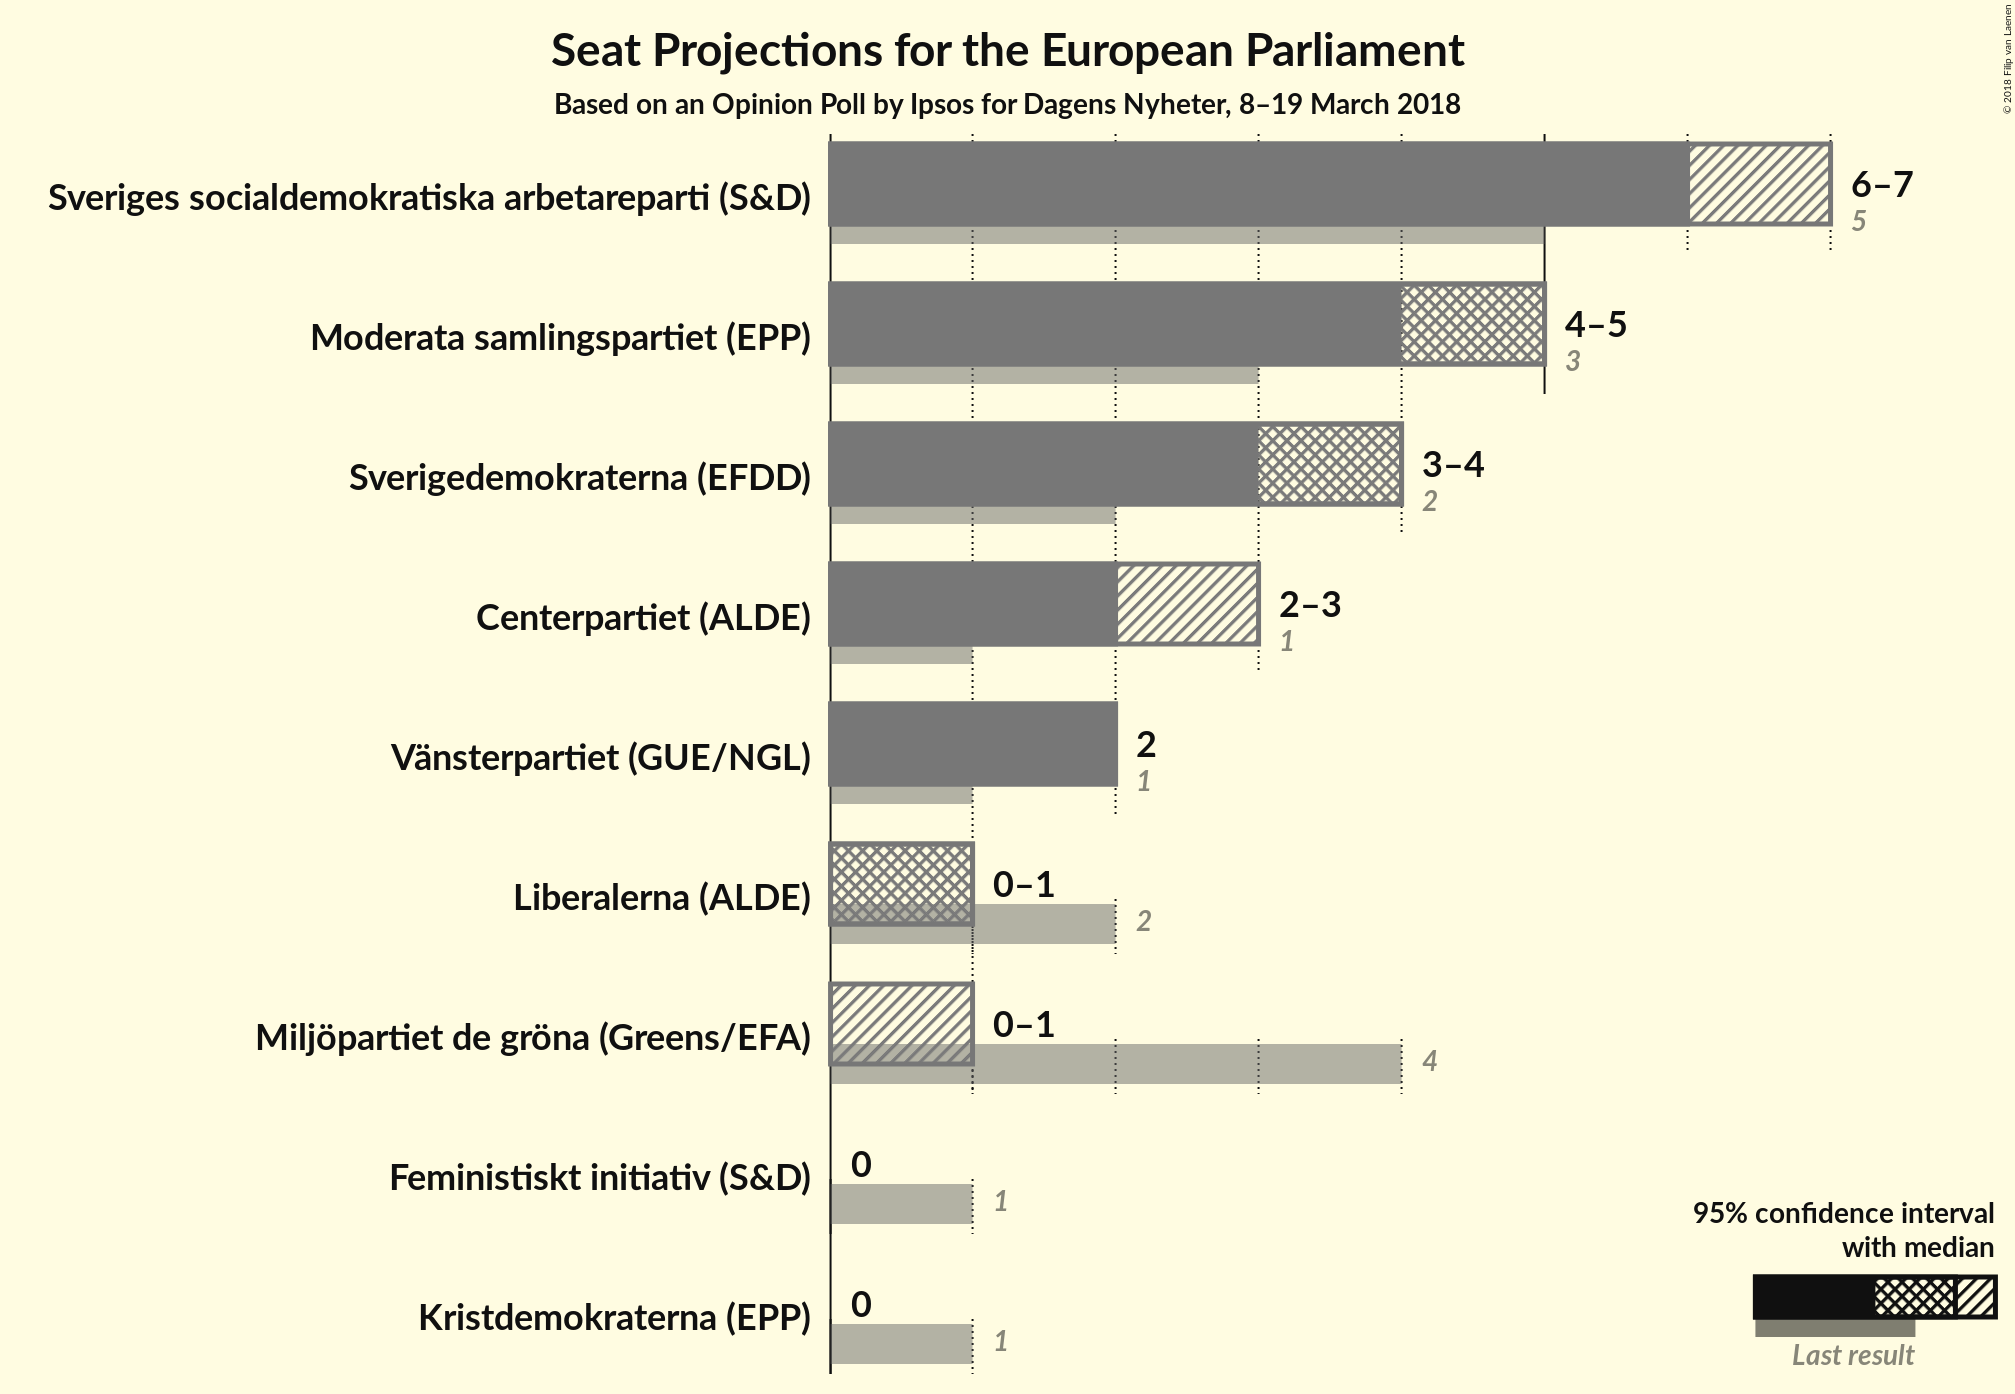 Seat Projections for the European Parliament
Based on an Opinion Poll by Ipsos for Dagens Nyheter, 8–19 March 2018
© 2018 Filip van Laenen
Sveriges socialdemokratiska arbetareparti (S&D)
6–7
5
Moderata samlingspartiet (EPP)
4–5
3
Sverigedemokraterna (EFDD)
3–4
2
Centerpartiet (ALDE)
2–3
1
Vänsterpartiet (GUE/NGL)
2
1
Liberalerna (ALDE)
0–1
2
Miljöpartiet de gröna (Greens/EFA)
0–1
4
Feministiskt initiativ (S&D)
0
1
Kristdemokraterna (EPP)
0
1
95% confidence interval
with median
Last result